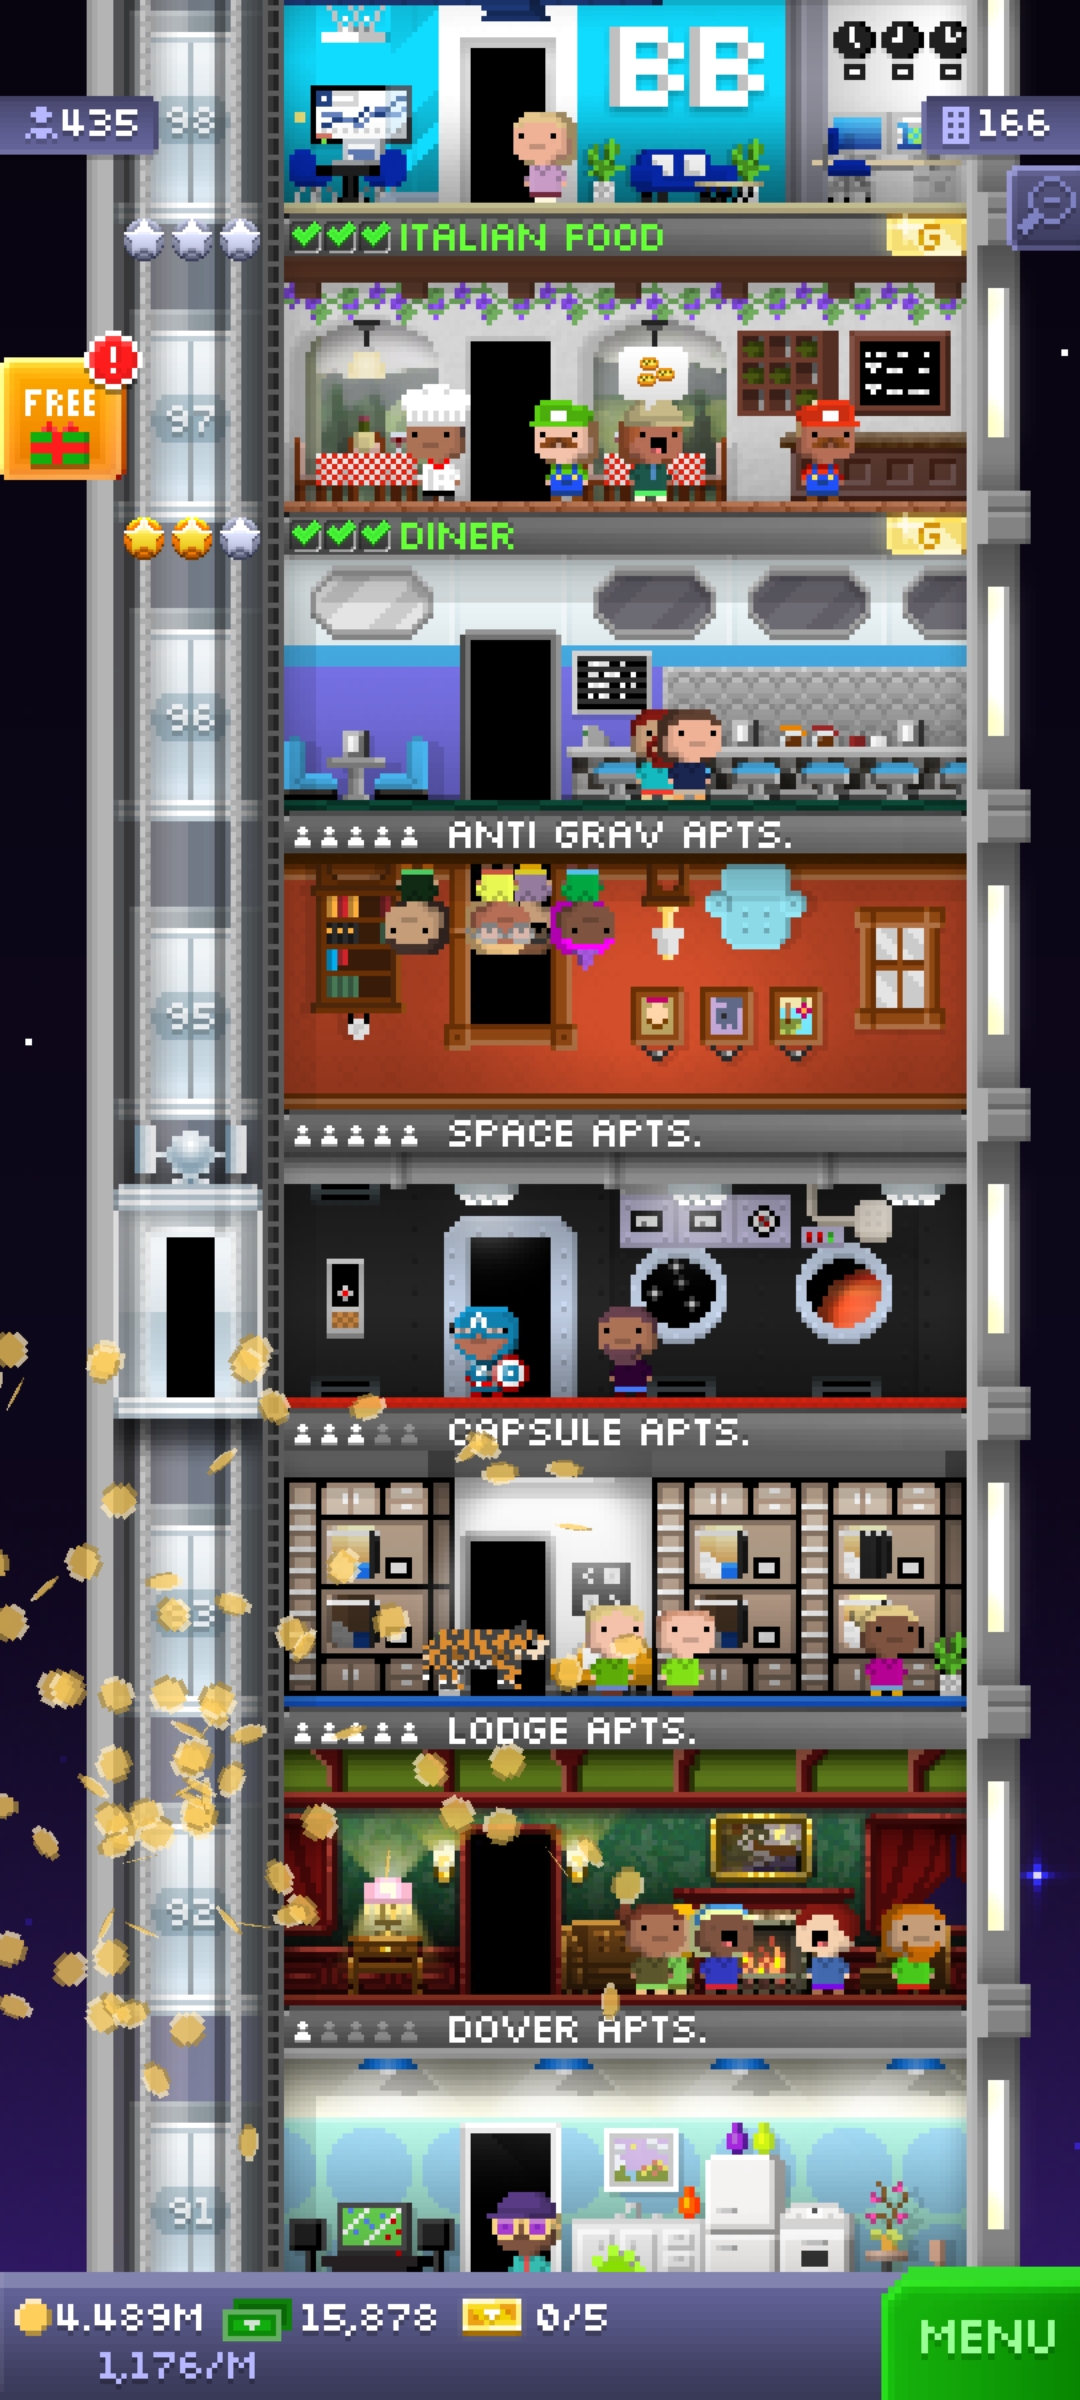 BB
435
98
166
ITALIAN FOOD
G
FREE
!
97
DINER
G
96
ANTI GRAV APTS.
95
SPACE APTS.
CAPSULE APTS.
93
LODGE APTS.
92
DOVER APTS.
91
4.489M 15,878 0/5
1,176/M
MENU